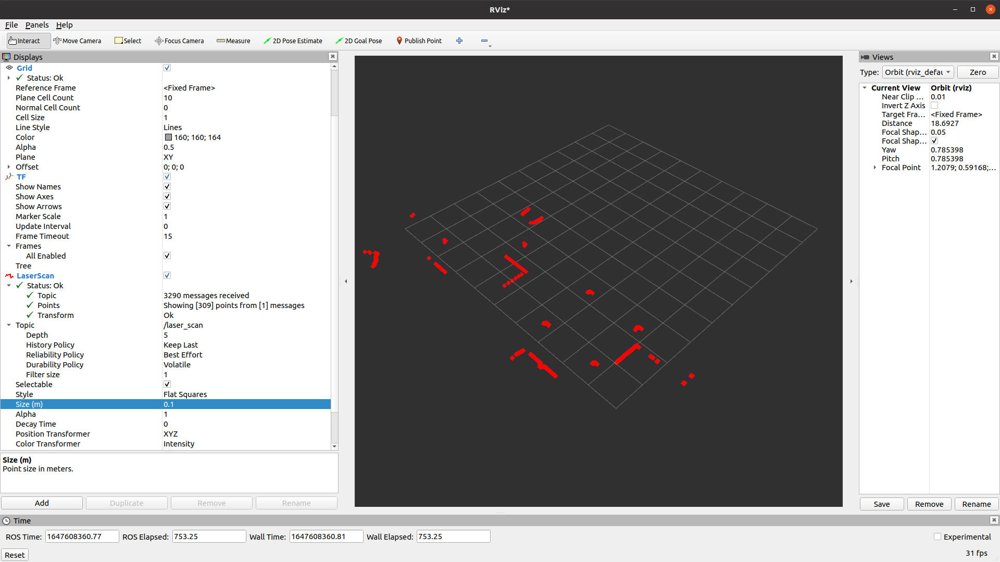 RViz*
File Panels Help
Interact Move Camera Select Focus Camera Measure 2D Pose Estimate 2D Goal Pose Publish Point
Displays
Grid
Status: Ok
Reference Frame <Fixed Frame>
Plane Cell Count 10
Normal Cell Count 0
Cell Size 1
Line Style Lines
Color 160; 160; 164
Alpha 0.5
Plane XY
Offset 0; 0; 0
TF
Show Names
Show Axes
Show Arrows
Marker Scale 1
Update Interval 0
Frame Timeout 15
Frames
All Enabled
Tree
LaserScan
Status: Ok
Topic 3290 messages received
Points Showing [309] points from [1] messages
Transform Ok
Topic /laser_scan
Depth 5
History Policy Keep Last
Reliability Policy Best Effort
Durability Policy Volatile
Filter size 1
Selectable
Style Flat Squares
Size (m) 0.1
Alpha 1
Decay Time 0
Position Transformer XYZ
Color Transformer Intensity
Size (m)
Point size in meters.
Add Duplicate Remove Rename
Views
Type: Orbit (rviz_defau Zero
Current View Orbit (rviz)
Near Clip ... 0.01
Invert Z Axis
Target Fra... <Fixed Frame>
Distance 18.6927
Focal Shap... 0.05
Focal Shap...
Yaw 0.785398
Pitch 0.785398
Focal Point 1.2079; 0.59168;...
Save Remove Rename
Time
ROS Time: 1647608360.77 ROS Elapsed: 753.25 Wall Time: 1647608360.81 Wall Elapsed: 753.25 Experimental
Reset 31 fps